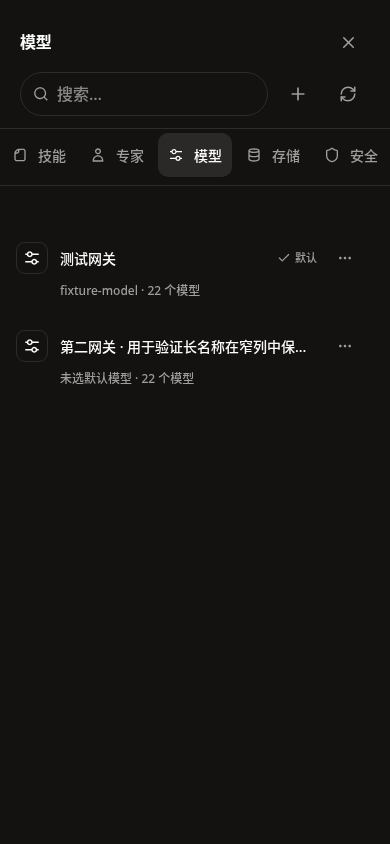 模型
搜索...
技能 专家 模型 存储 安全
测试网关 默认
fixture-model · 22 个模型
第二网关 · 用于验证长名称在窄列中保...
未选默认模型 · 22 个模型